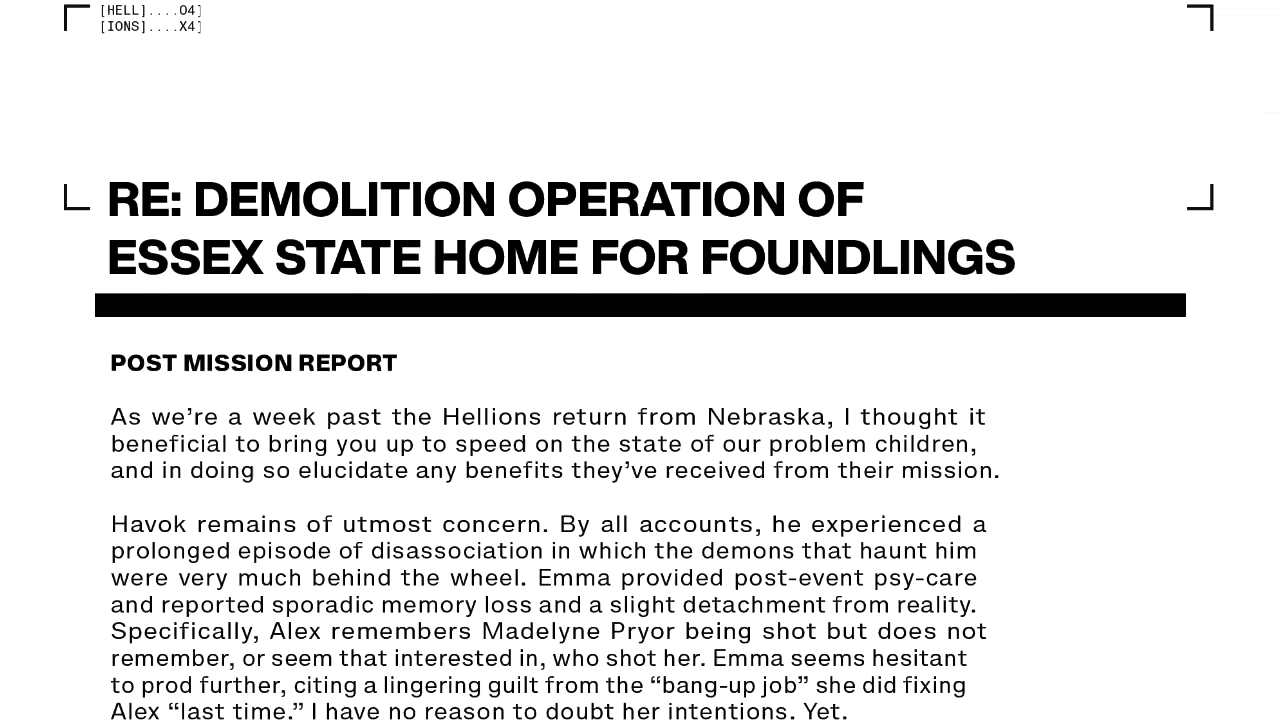 [HELL]....04]
[IONS]....X4]
RE: DEMOLITION OPERATION OF
ESSEX STATE HOME FOR FOUNDLINGS
POST MISSION REPORT
As we’re a week past the Hellions return from Nebraska, I thought it
beneficial to bring you up to speed on the state of our problem children,
and in doing so elucidate any benefits they’ve received from their mission.
Havok remains of utmost concern. By all accounts, he experienced a
prolonged episode of disassociation in which the demons that haunt him
were very much behind the wheel. Emma provided post-event psy-care
and reported sporadic memory loss and a slight detachment from reality.
Specifically, Alex remembers Madelyne Pryor being shot but does not
remember, or seem that interested in, who shot her. Emma seems hesitant
to prod further, citing a lingering guilt from the “bang-up job” she did fixing
Alex “last time.” I have no reason to doubt her intentions. Yet.